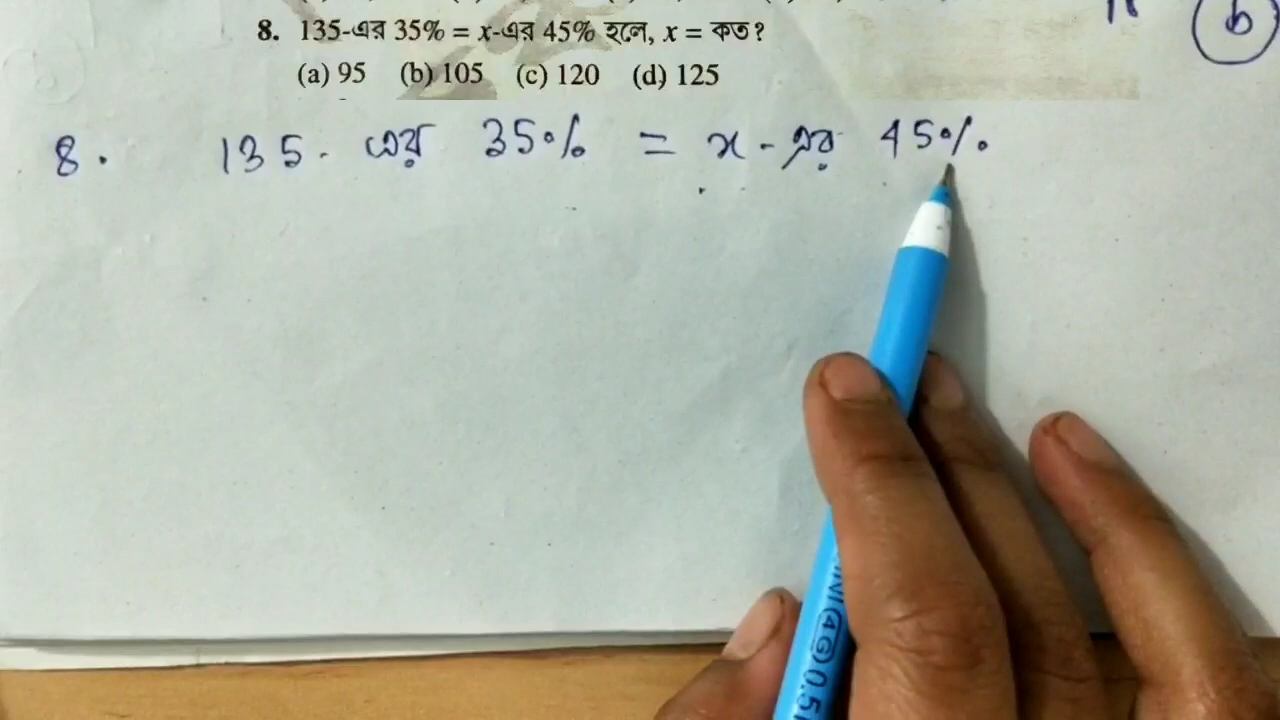 8. 135-এর 35% = x-এর 45% হলে, x = কত?
(a) 95 (b) 105 (c) 120 (d) 125
b
8. 135-এর 35% = x-এর 45%.